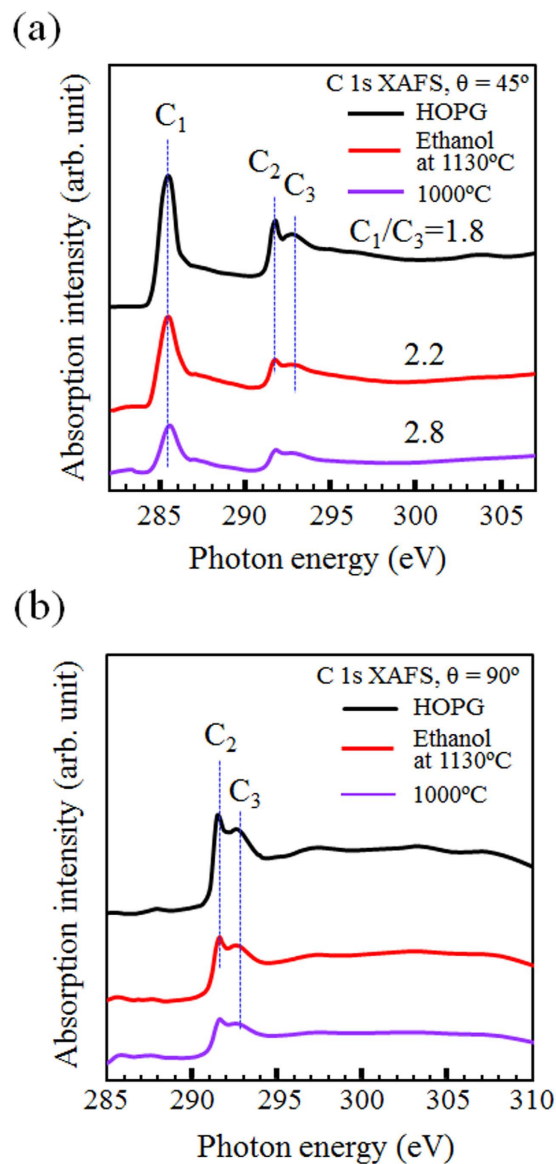 (a)
C 1s XAFS, θ = 45º
HOPG
Ethanol
at 1130ºC
1000ºC
C₁
C₂
C₃
C₁/C₃=1.8
2.2
2.8
Absorption intensity (arb. unit)
285 290 295 300 305
Photon energy (eV)
(b)
C 1s XAFS, θ = 90º
HOPG
Ethanol
at 1130ºC
1000ºC
C₂
C₃
Absorption intensity (arb. unit)
285 290 295 300 305 310
Photon energy (eV)